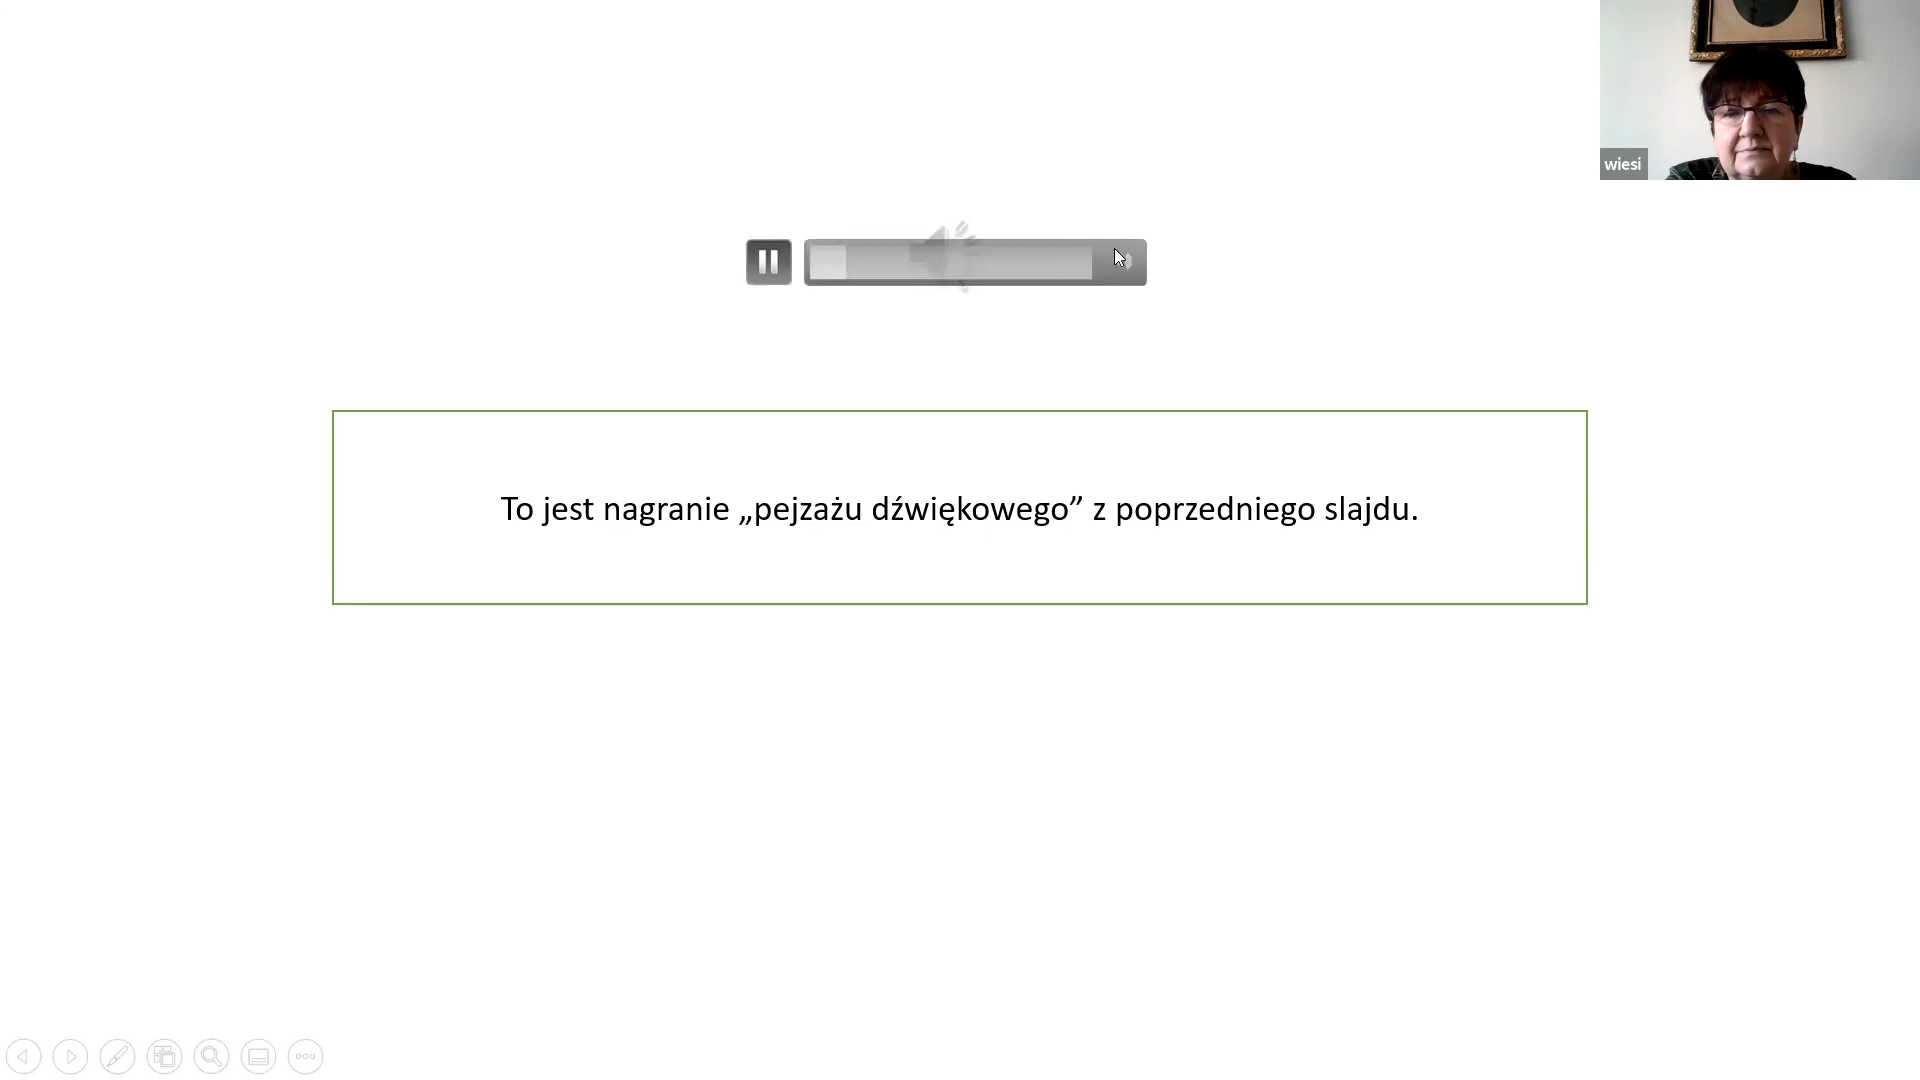 wiesi
To jest nagranie „pejzażu dźwiękowego” z poprzedniego slajdu.